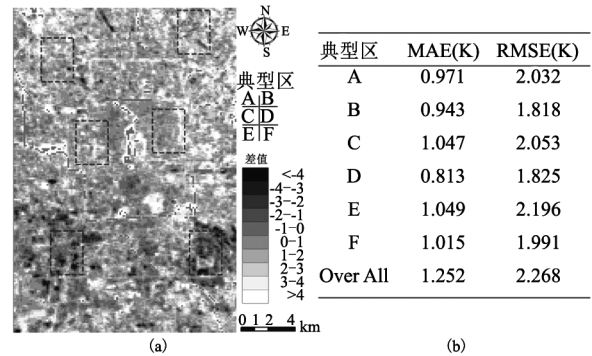 N
W E
S
典型区
A B
C D
E F
差值
<-4
-4~-3
-3~-2
-2~-1
-1~0
0~1
1~2
2~3
3~4
>4
0 1 2 4
km
(a)
典型区 MAE(K) RMSE(K)
A 0.971 2.032
B 0.943 1.818
C 1.047 2.053
D 0.813 1.825
E 1.049 2.196
F 1.015 1.991
Over All 1.252 2.268
(b)